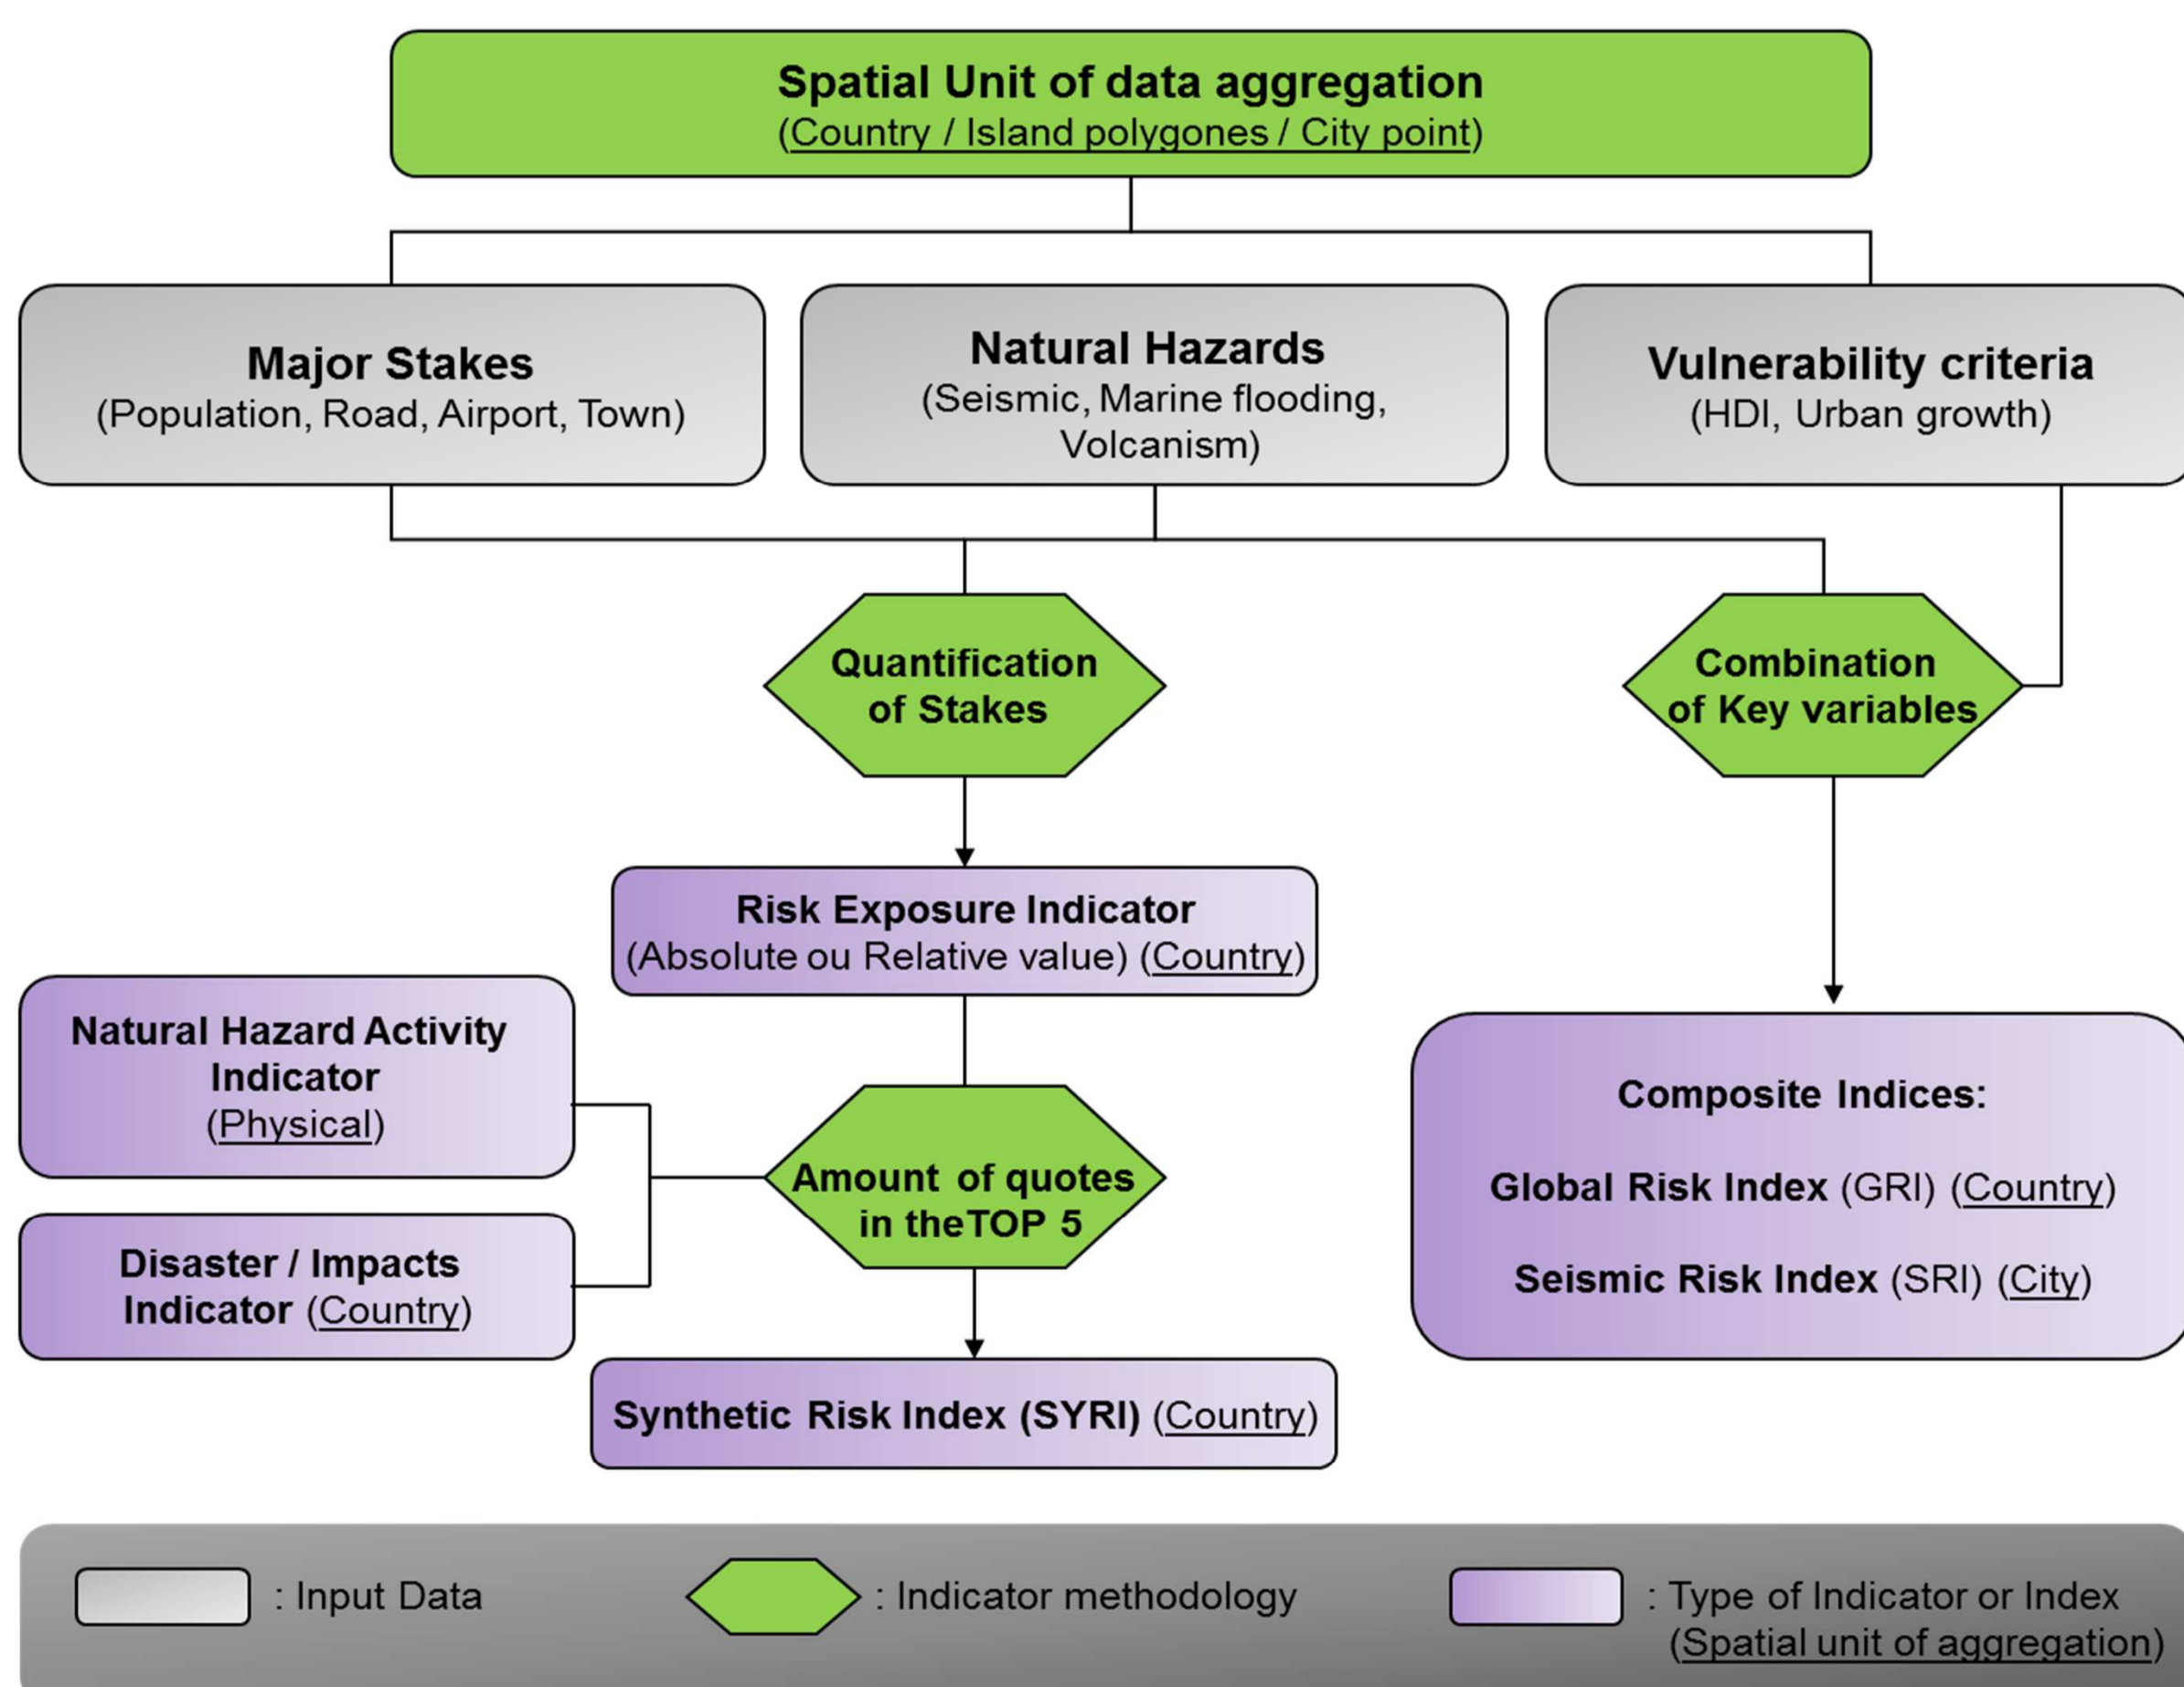 Spatial Unit of data aggregation
(Country / Island polygones / City point)
Major Stakes
(Population, Road, Airport, Town)
Natural Hazards
(Seismic, Marine flooding,
Volcanism)
Vulnerability criteria
(HDI, Urban growth)
Quantification
of Stakes
Combination
of Key variables
Risk Exposure Indicator
(Absolute ou Relative value) (Country)
Natural Hazard Activity
Indicator
(Physical)
Disaster / Impacts
Indicator (Country)
Amount of quotes
in theTOP 5
Composite Indices:
Global Risk Index (GRI) (Country)
Seismic Risk Index (SRI) (City)
Synthetic Risk Index (SYRI) (Country)
: Input Data
: Indicator methodology
: Type of Indicator or Index
(Spatial unit of aggregation)